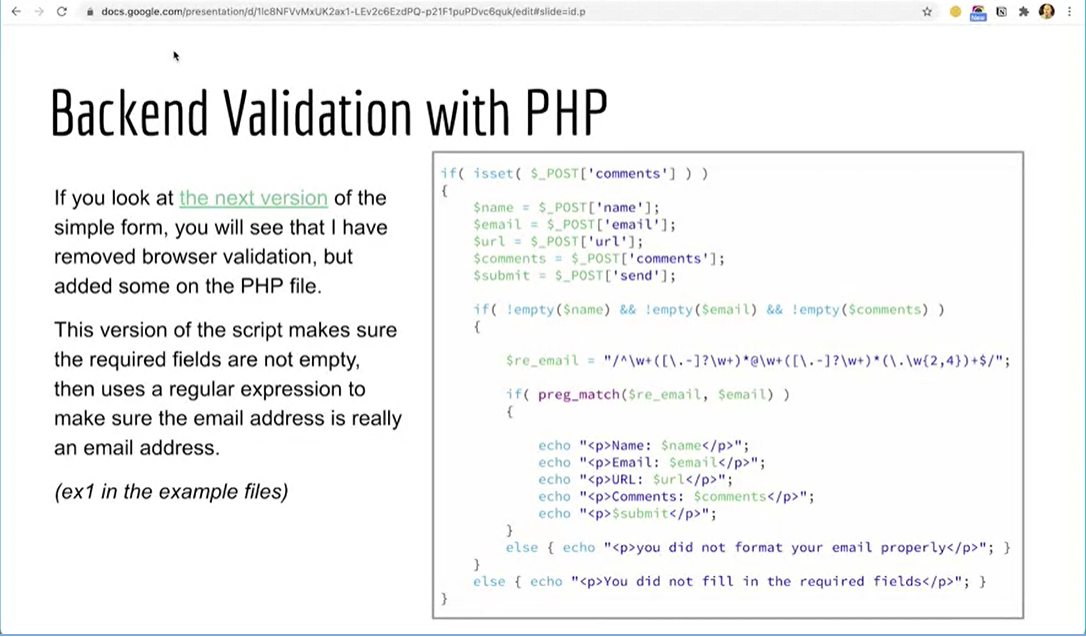 docs.google.com/presentation/d/1lc8NFVvMxUK2ax1-LEv2c6EzdPQ-p21F1puPDvc6quk/edit#slide=id.p
New
Backend Validation with PHP
If you look at the next version of the
simple form, you will see that I have
removed browser validation, but
added some on the PHP file.
This version of the script makes sure
the required fields are not empty,
then uses a regular expression to
make sure the email address is really
an email address.
(ex1 in the example files)
if( isset( $_POST['comments'] ) )
{
$name = $_POST['name'];
$email = $_POST['email'];
$url = $_POST['url'];
$comments = $_POST['comments'];
$submit = $_POST['send'];
if( !empty($name) && !empty($email) && !empty($comments) )
{
$re_email = "/^\w+([\.-]?\w+)*@\w+([\.-]?\w+)*(\.\w{2,4})+$/";
if( preg_match($re_email, $email) )
{
echo "<p>Name: $name</p>";
echo "<p>Email: $email</p>";
echo "<p>URL: $url</p>";
echo "<p>Comments: $comments</p>";
echo "<p>$submit</p>";
}
else { echo "<p>you did not format your email properly</p>"; }
}
else { echo "<p>You did not fill in the required fields</p>"; }
}